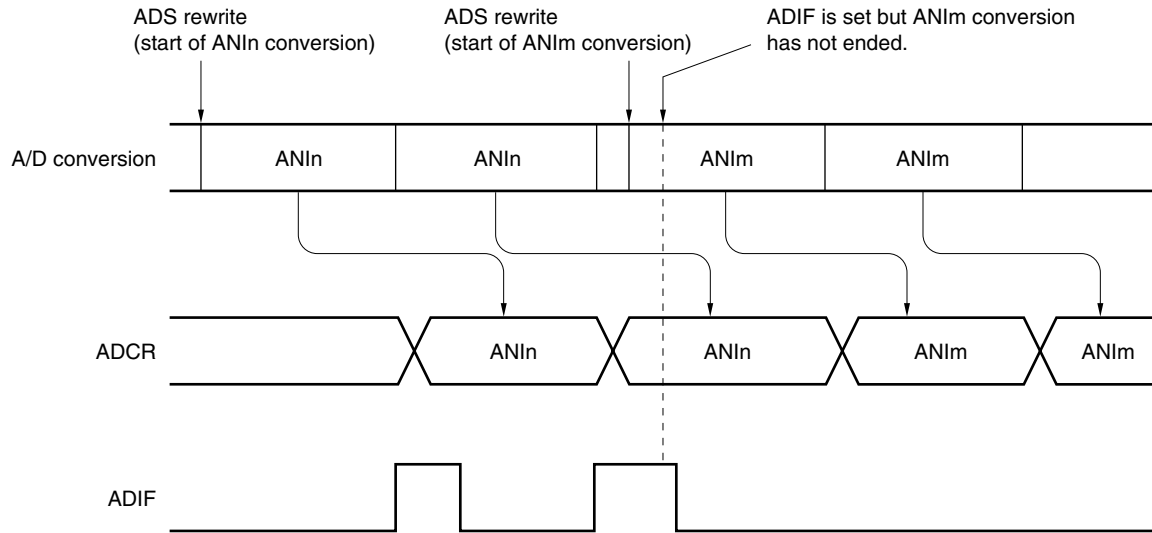 ADS rewrite
(start of ANIn conversion)
ADS rewrite
(start of ANIm conversion)
ADIF is set but ANIm conversion
has not ended.
A/D conversion
ANIn
ANIn
ANIm
ANIm
ADCR
ANIn
ANIn
ANIm
ANIm
ADIF